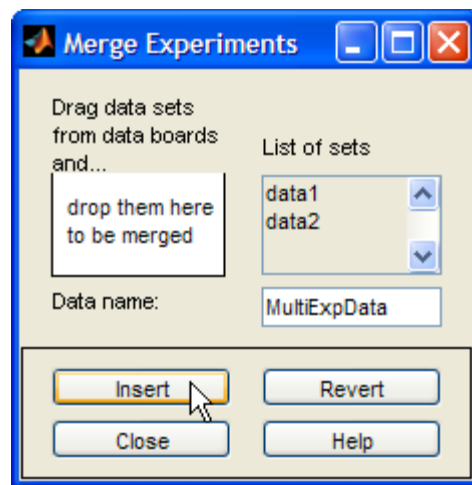 Merge Experiments
Drag data sets
from data boards
and...
drop them here
to be merged
List of sets
data1
data2
Data name:
MultiExpData
Insert
Revert
Close
Help